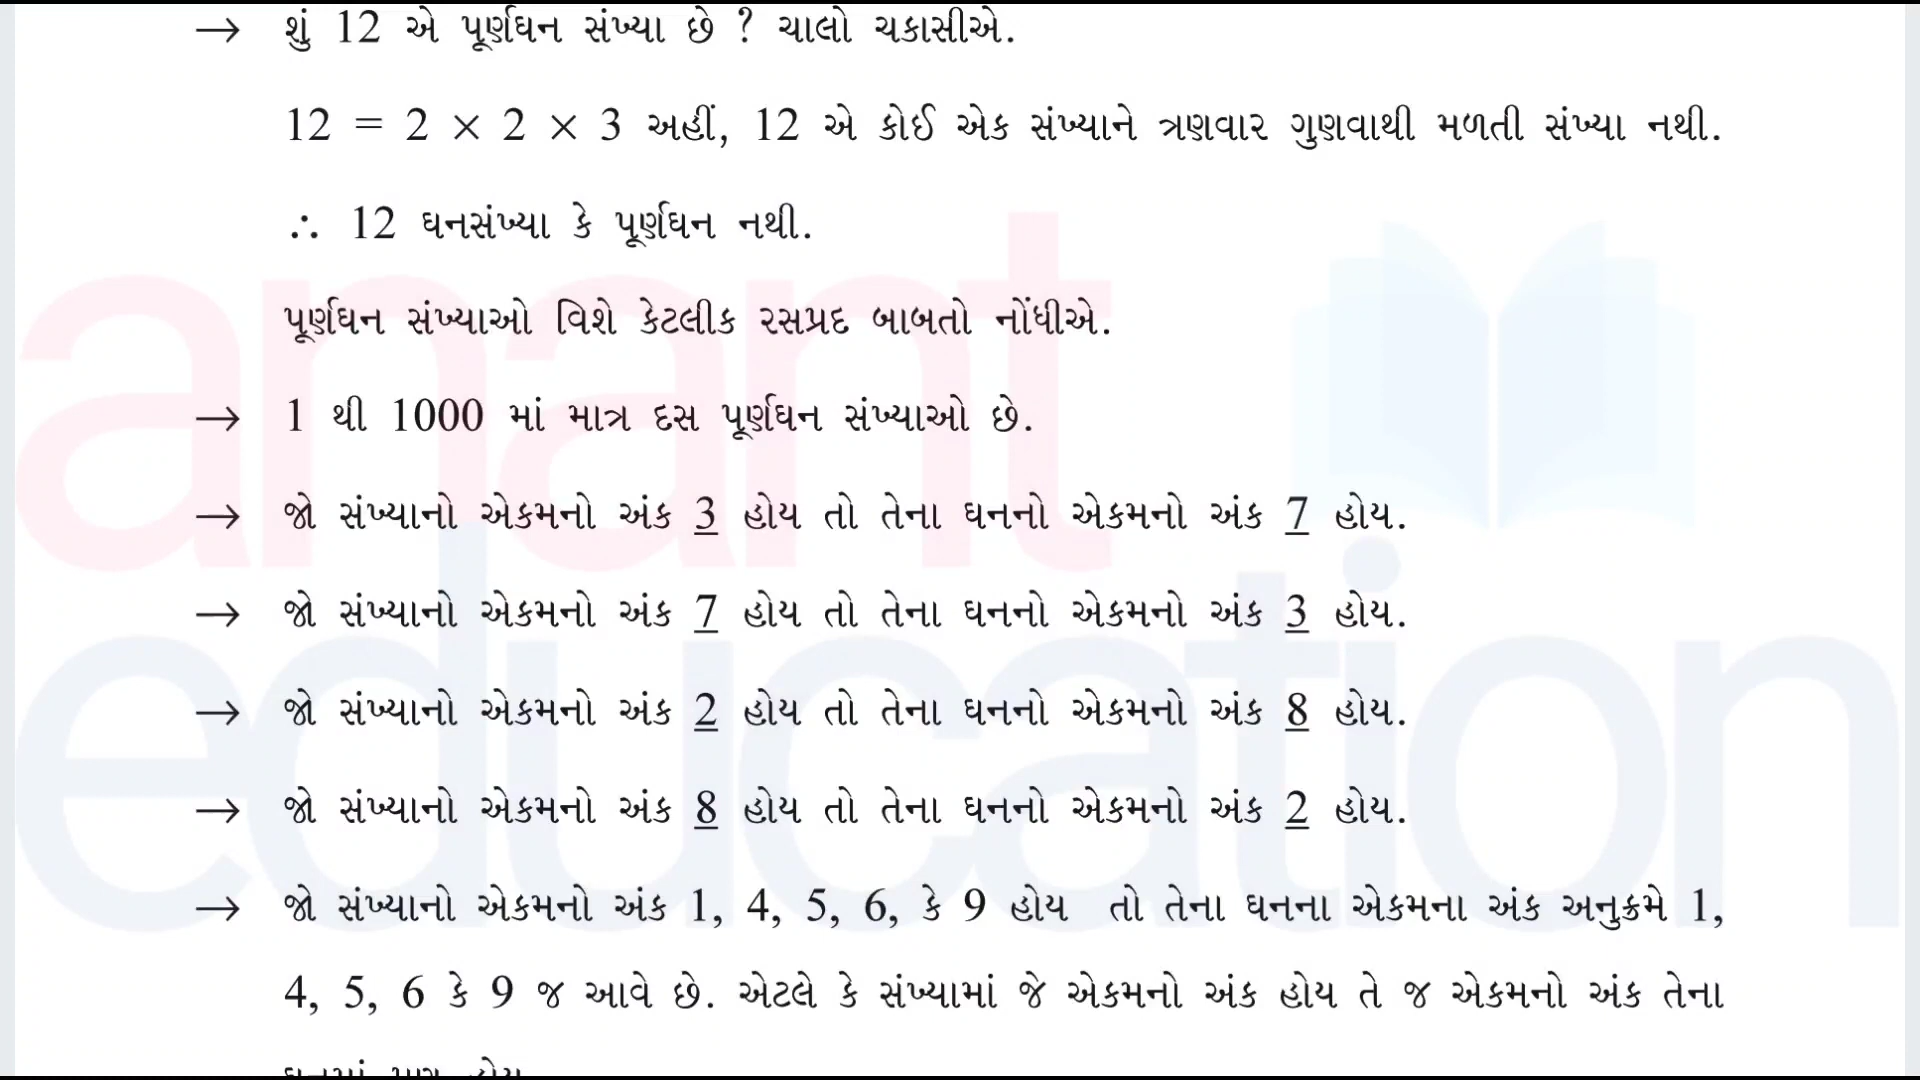 → શું 12 એ પૂર્ણઘન સંખ્યા છે ? ચાલો ચકાસીએ.
12 = 2 × 2 × 3 અહીં, 12 એ કોઈ એક સંખ્યાને ત્રણવાર ગુણવાથી મળતી સંખ્યા નથી.
∴ 12 ઘનસંખ્યા કે પૂર્ણઘન નથી.
પૂર્ણઘન સંખ્યાઓ વિશે કેટલીક રસપ્રદ બાબતો નોંધીએ.
→ 1 થી 1000 માં માત્ર દસ પૂર્ણઘન સંખ્યાઓ છે.
→ જો સંખ્યાનો એકમનો અંક 3 હોય તો તેના ઘનનો એકમનો અંક 7 હોય.
→ જો સંખ્યાનો એકમનો અંક 7 હોય તો તેના ઘનનો એકમનો અંક 3 હોય.
→ જો સંખ્યાનો એકમનો અંક 2 હોય તો તેના ઘનનો એકમનો અંક 8 હોય.
→ જો સંખ્યાનો એકમનો અંક 8 હોય તો તેના ઘનનો એકમનો અંક 2 હોય.
→ જો સંખ્યાનો એકમનો અંક 1, 4, 5, 6, કે 9 હોય તો તેના ઘનના એકમના અંક અનુક્રમે 1,
4, 5, 6 કે 9 જ આવે છે. એટલે કે સંખ્યામાં જે એકમનો અંક હોય તે જ એકમનો અંક તેના
anant
education